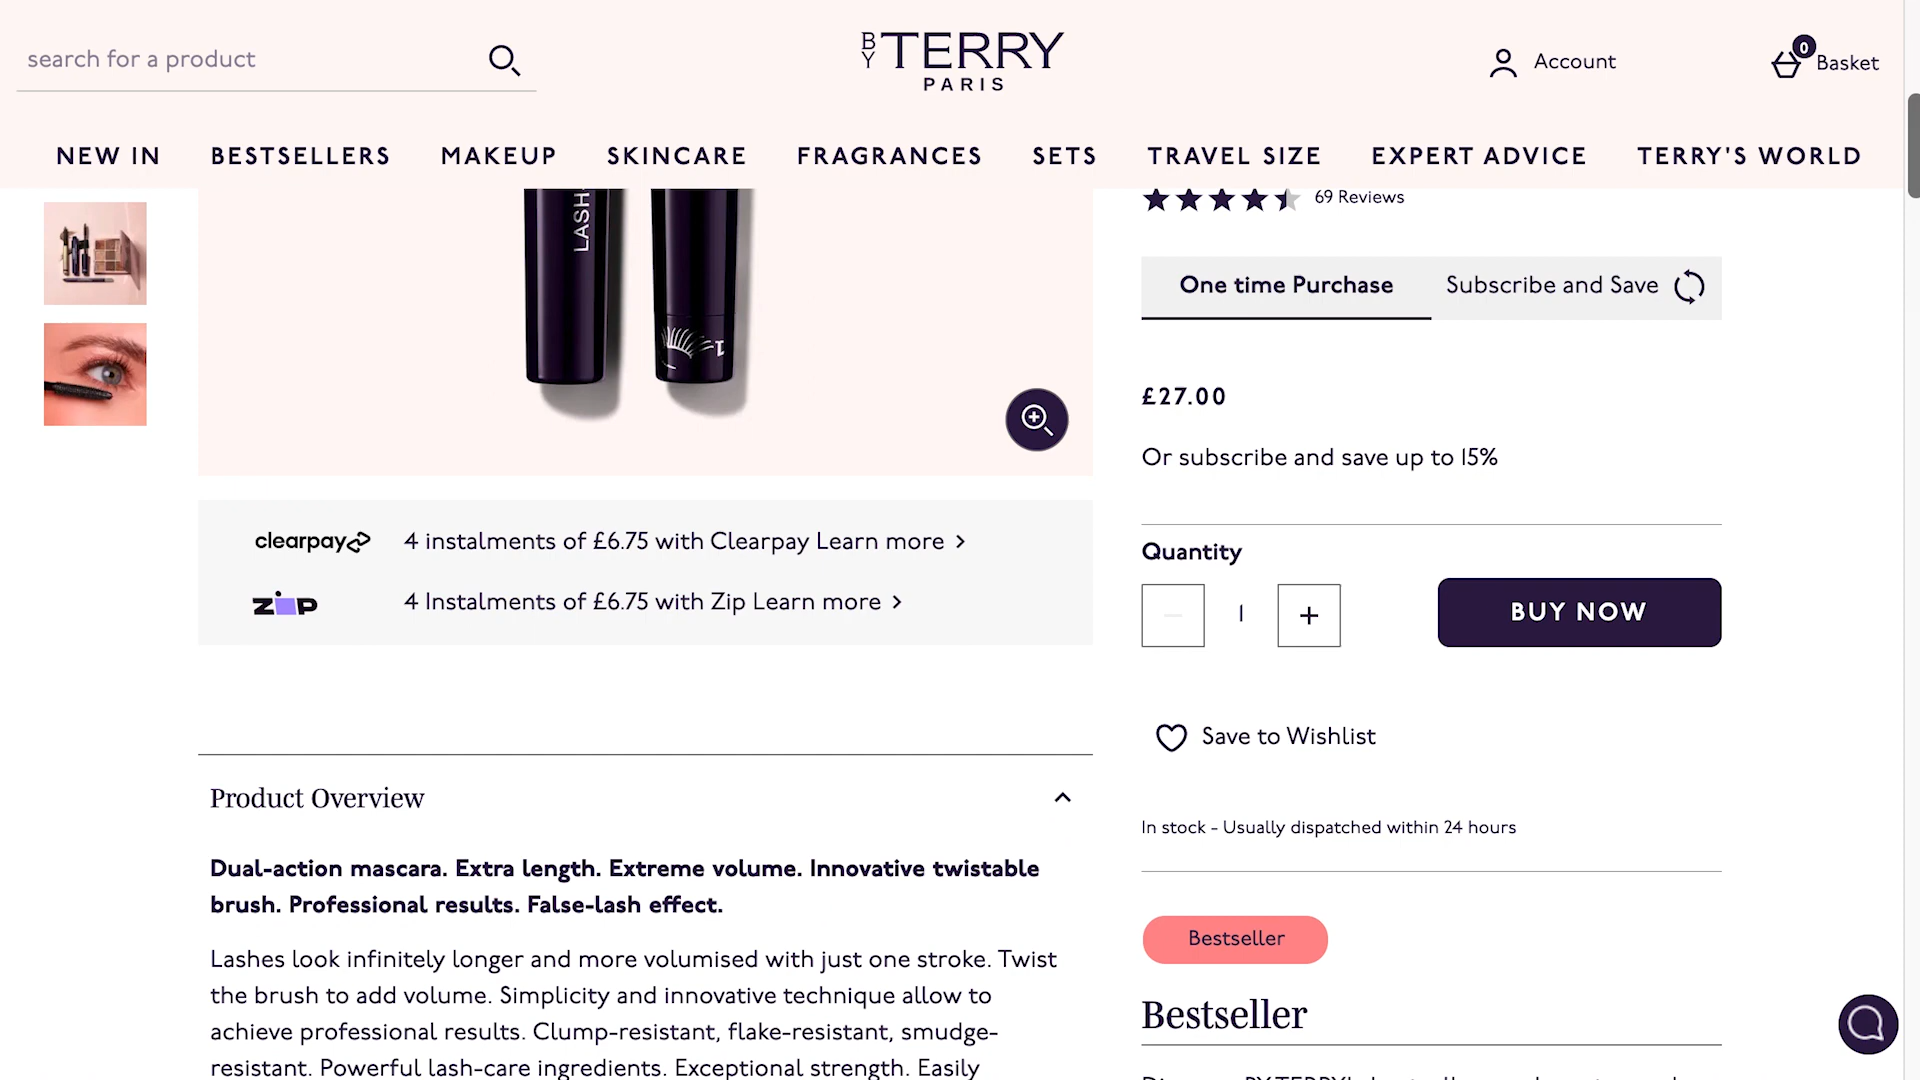 search for a product
BY TERRY
PARIS
Account
0
Basket
NEW IN
BESTSELLERS
MAKEUP
SKINCARE
FRAGRANCES
SETS
TRAVEL SIZE
EXPERT ADVICE
TERRY'S WORLD
LASH
69 Reviews
One time Purchase
Subscribe and Save
£27.00
Or subscribe and save up to 15%
clearpay
4 instalments of £6.75 with Clearpay Learn more
zip
4 Instalments of £6.75 with Zip Learn more
Quantity
1
BUY NOW
Save to Wishlist
In stock - Usually dispatched within 24 hours
Product Overview
Dual-action mascara. Extra length. Extreme volume. Innovative twistable
brush. Professional results. False-lash effect.
Lashes look infinitely longer and more volumised with just one stroke. Twist
the brush to add volume. Simplicity and innovative technique allow to
achieve professional results. Clump-resistant, flake-resistant, smudge-
resistant. Powerful lash-care ingredients. Exceptional strength. Easily
Bestseller
Bestseller